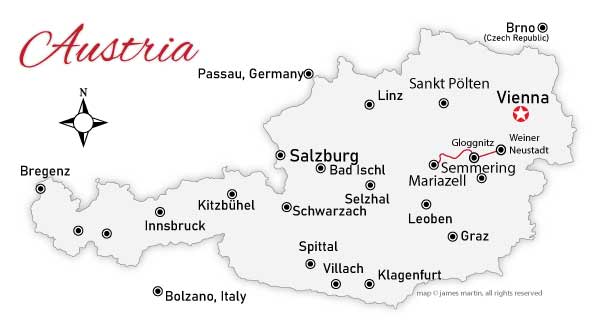 Austria
Brno
(Czech Republic)
Passau, Germany
Sankt Pölten
Linz
Vienna
N
Weiner
Neustadt
Gloggnitz
Salzburg
Bad Ischl
Semmering
Mariazell
Bregenz
Selzhal
Kitzbühel
Schwarzach
Leoben
Innsbruck
Graz
Spittal
Villach
Klagenfurt
Bolzano, Italy
map © james martin, all rights reserved